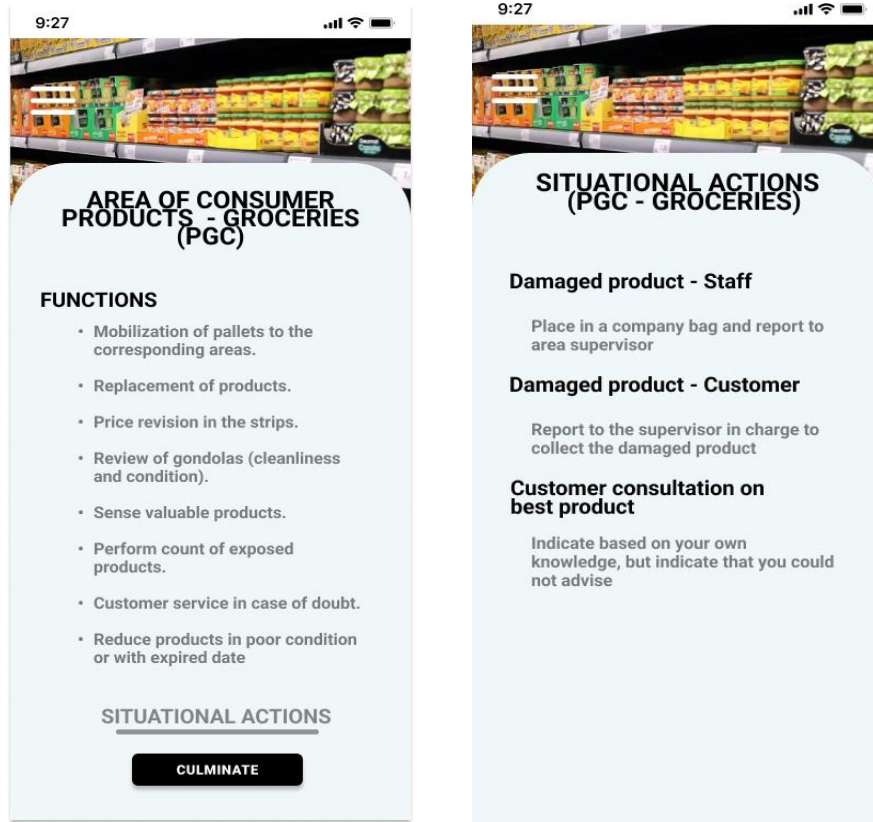 9:27
AREA OF CONSUMER
PRODUCTS - GROCERIES
(PGC)
FUNCTIONS
• Mobilization of pallets to the
corresponding areas.
• Replacement of products.
• Price revision in the strips.
• Review of gondolas (cleanliness
and condition).
• Sense valuable products.
• Perform count of exposed
products.
• Customer service in case of doubt.
• Reduce products in poor condition
or with expired date
SITUATIONAL ACTIONS
CULMINATE
9:27
SITUATIONAL ACTIONS
(PGC - GROCERIES)
Damaged product - Staff
Place in a company bag and report to
area supervisor
Damaged product - Customer
Report to the supervisor in charge to
collect the damaged product
Customer consultation on
best product
Indicate based on your own
knowledge, but indicate that you could
not advise